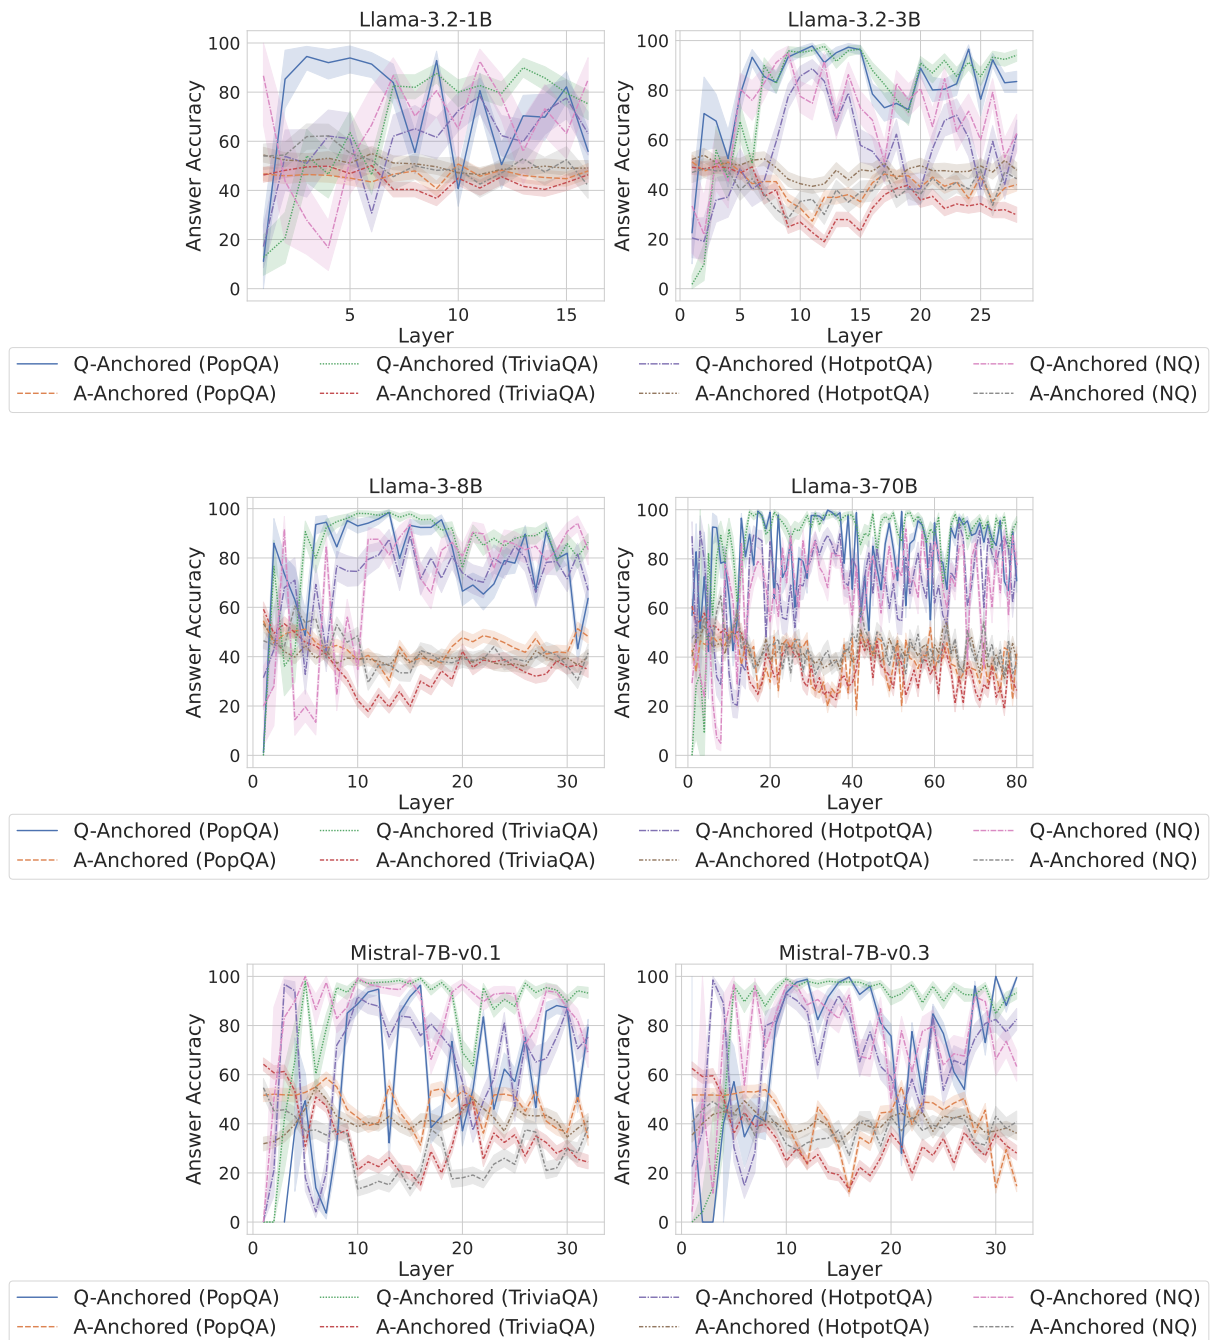 Llama-3.2-1B
Llama-3.2-3B
Answer Accuracy
100
80
60
40
20
0
5
10
15
Layer
Answer Accuracy
100
80
60
40
20
0
0
5
10
15
20
25
Layer
Q-Anchored (PopQA)
Q-Anchored (TriviaQA)
Q-Anchored (HotpotQA)
Q-Anchored (NQ)
A-Anchored (PopQA)
A-Anchored (TriviaQA)
A-Anchored (HotpotQA)
A-Anchored (NQ)
Llama-3-8B
Llama-3-70B
Answer Accuracy
100
80
60
40
20
0
0
10
20
30
Layer
Answer Accuracy
100
80
60
40
20
0
0
20
40
60
80
Layer
Q-Anchored (PopQA)
Q-Anchored (TriviaQA)
Q-Anchored (HotpotQA)
Q-Anchored (NQ)
A-Anchored (PopQA)
A-Anchored (TriviaQA)
A-Anchored (HotpotQA)
A-Anchored (NQ)
Mistral-7B-v0.1
Mistral-7B-v0.3
Answer Accuracy
100
80
60
40
20
0
0
10
20
30
Layer
Answer Accuracy
100
80
60
40
20
0
0
10
20
30
Layer
Q-Anchored (PopQA)
Q-Anchored (TriviaQA)
Q-Anchored (HotpotQA)
Q-Anchored (NQ)
A-Anchored (PopQA)
A-Anchored (TriviaQA)
A-Anchored (HotpotQA)
A-Anchored (NQ)